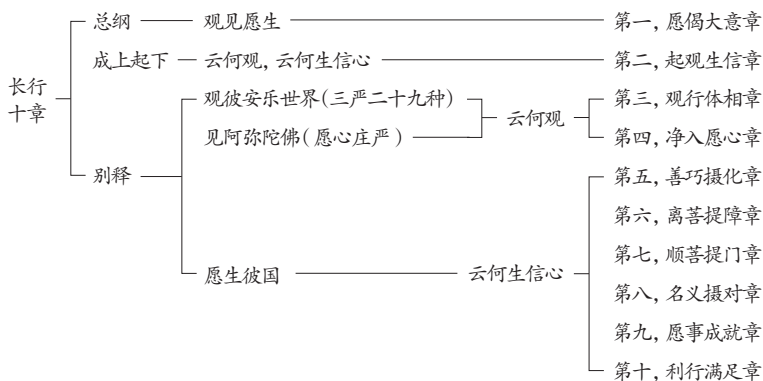 总纲 观见愿生 第一，愿偈大意章
成上起下 云何观，云何生信心 第二，起观生信章
长行
十章
观彼安乐世界（三严二十九种） 第三，观行体相章
云何观
见阿弥陀佛（愿心庄严） 第四，净入愿心章
别释 第五，善巧摄化章
第六，离菩提障章
第七，顺菩提门章
愿生彼国 云何生信心 第八，名义摄对章
第九，愿事成就章
第十，利行满足章